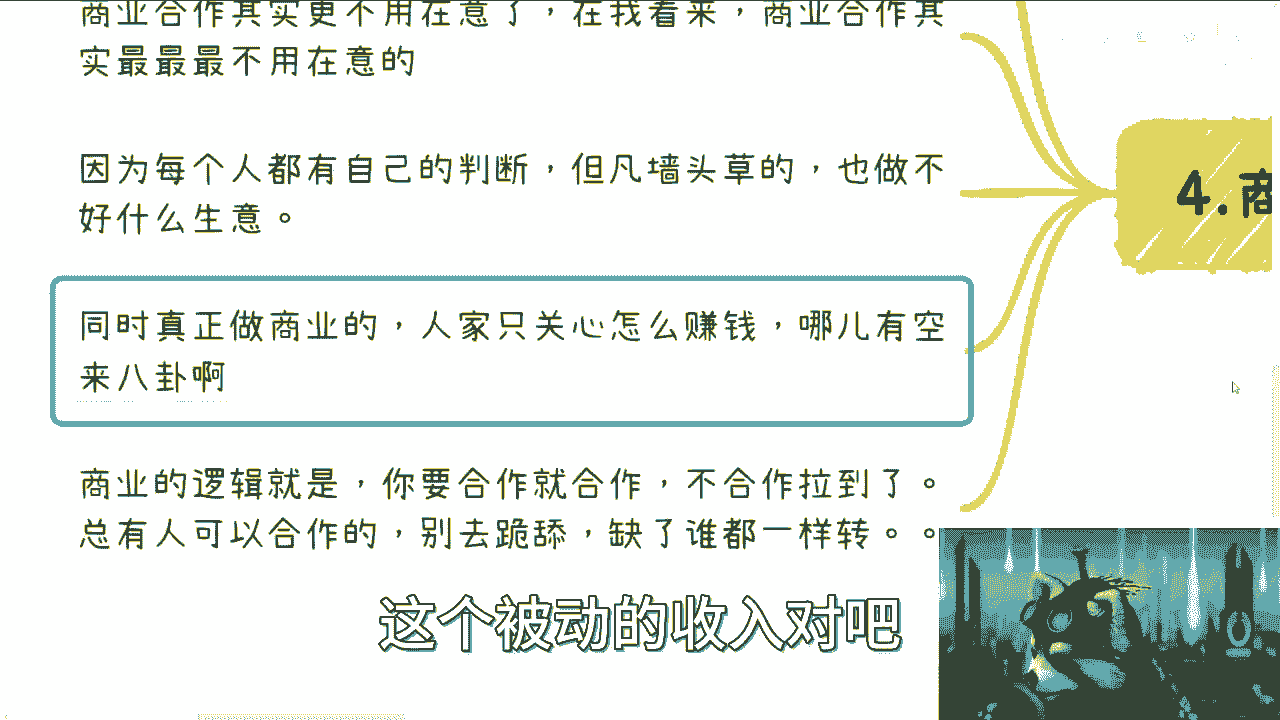 商业合作其实更不用在意了，在我看来，商业合作其
实最最最不用在意的
因为每个人都有自己的判断，但凡墙头草的，也做不
好什么生意。
同时真正做商业的，人家只关心怎么赚钱，哪儿有空
来八卦啊
商业的逻辑就是，你要合作就合作，不合作拉到了。
总有人可以合作的，别去跪舔，缺了谁都一样转。。
4.商
这个被动的收入对吧